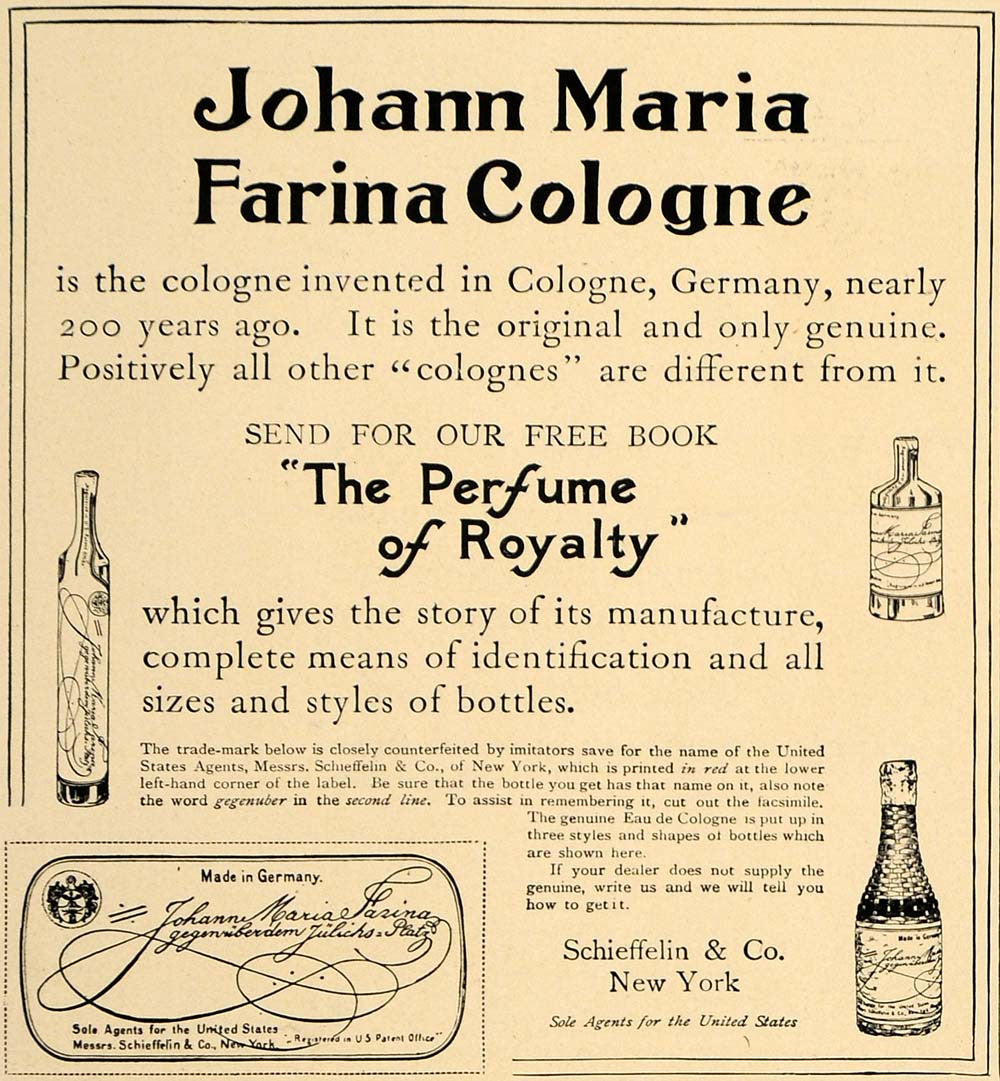 Johann Maria
Farina Cologne
is the cologne invented in Cologne, Germany, nearly
200 years ago. It is the original and only genuine.
Positively all other “colognes” are different from it.
SEND FOR OUR FREE BOOK
“The Perfume
of Royalty”
which gives the story of its manufacture,
complete means of identification and all
sizes and styles of bottles.
The trade-mark below is closely counterfeited by imitators save for the name of the United
States Agents, Messrs. Schieffelin & Co., of New York, which is printed in red at the lower
left-hand corner of the label. Be sure that the bottle you get has that name on it, also note
the word gegenuber in the second line. To assist in remembering it, cut out the facsimile.
The genuine Eau de Cologne is put up in
three styles and shapes of bottles which
are shown here.
If your dealer does not supply the
genuine, write us and we will tell you
how to get it.
Schieffelin & Co.
New York
Sole Agents for the United States
Made in Germany.
Johann Maria Farina
gegenüber dem Jülichs-Platz
Sole Agents for the United States
Messrs. Schieffelin & Co., New York.
"Registered in U S Patent Office"
Made in German